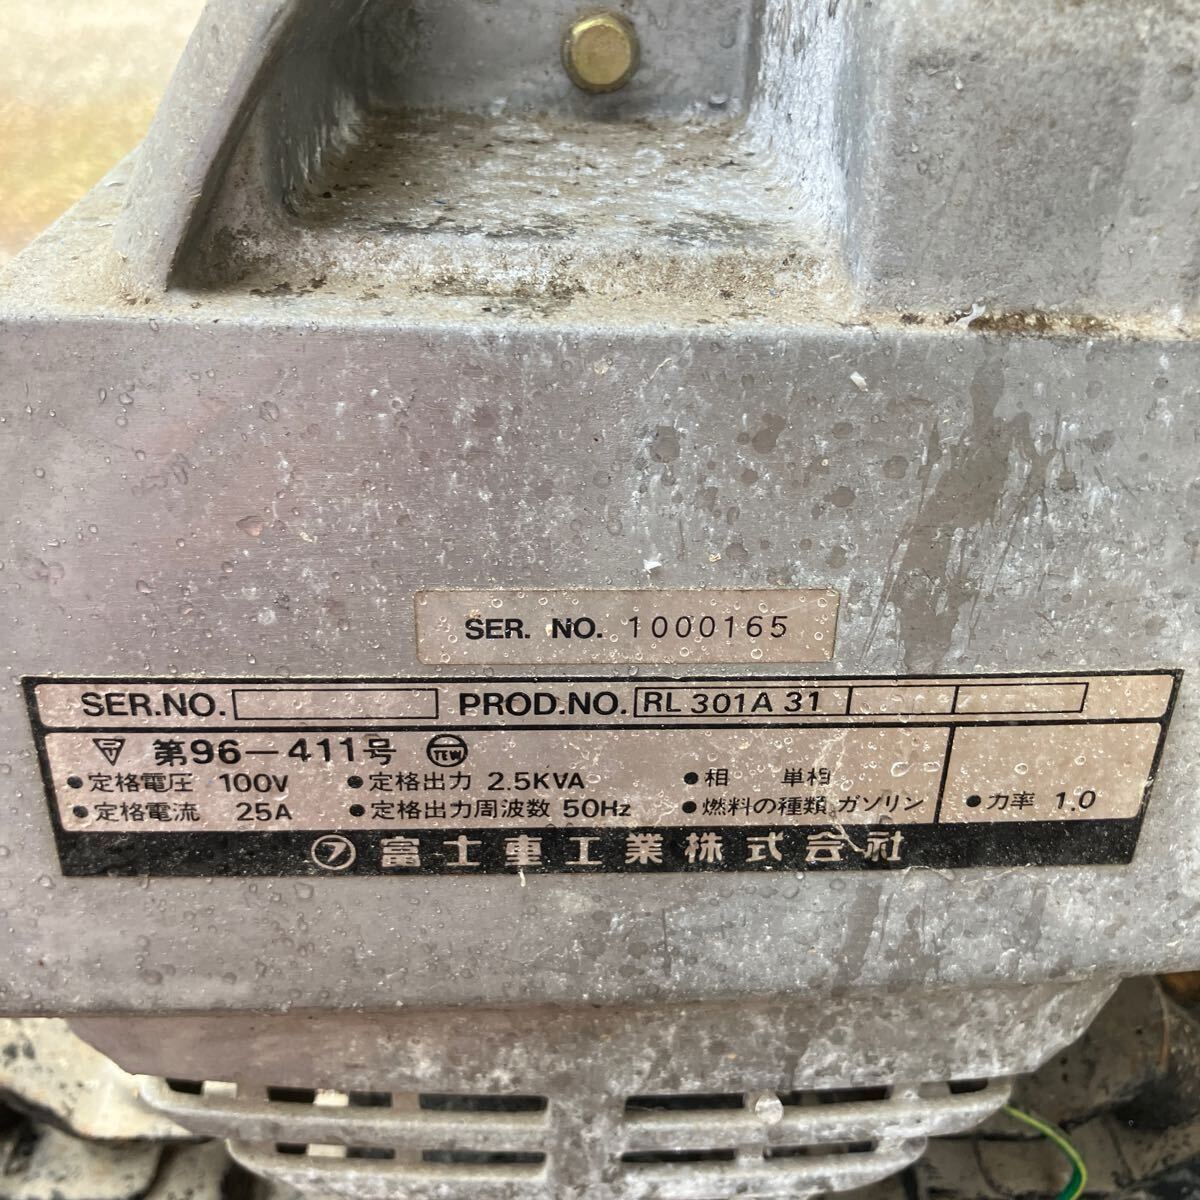 SER. NO. 1000165
SER.NO. PROD.NO. RL 301A 31
第96-411号 TEW
●定格電圧 100V ●定格出力 2.5KVA ●相 単相
●定格電流 25A ●定格出力周波数 50Hz ●燃料の種類 ガソリン ●力率 1.0
フ 富士重工業株式会社